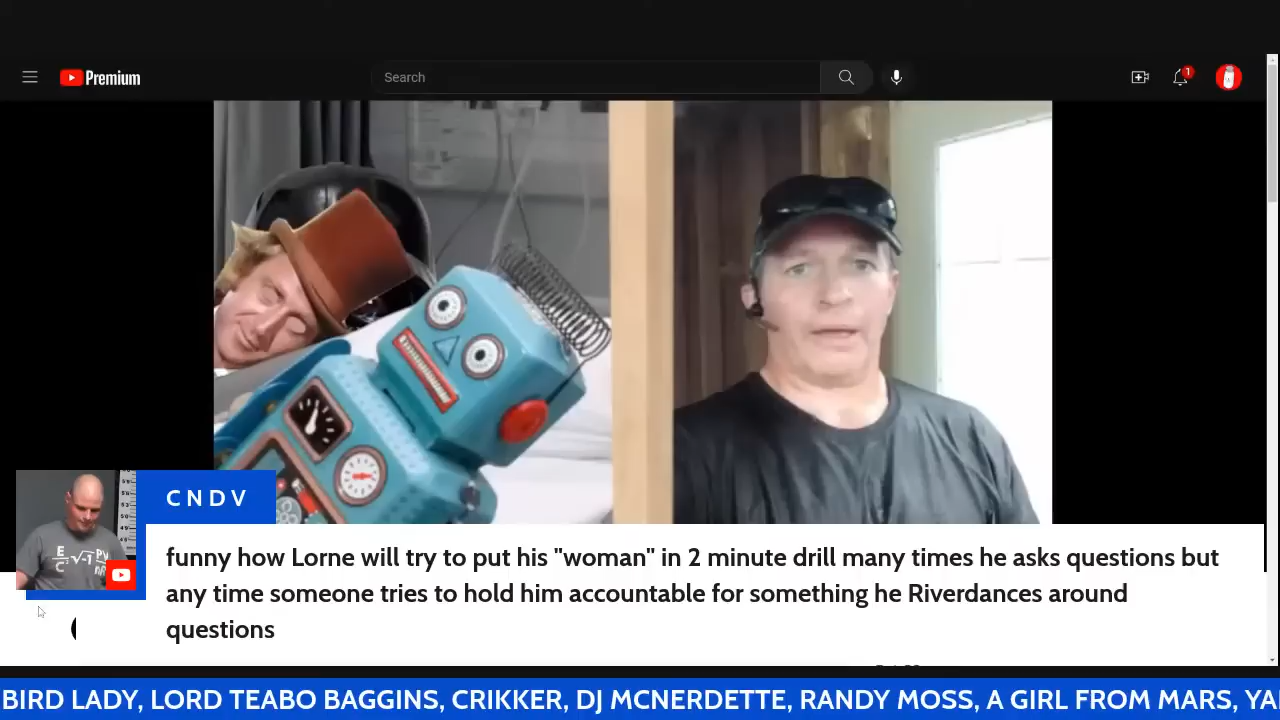 Premium
Search
1
C N D V
funny how Lorne will try to put his "woman" in 2 minute drill many times he asks questions but
any time someone tries to hold him accountable for something he Riverdances around
questions
BIRD LADY, LORD TEABO BAGGINS, CRIKKER, DJ MCNERDETTE, RANDY MOSS, A GIRL FROM MARS, YA